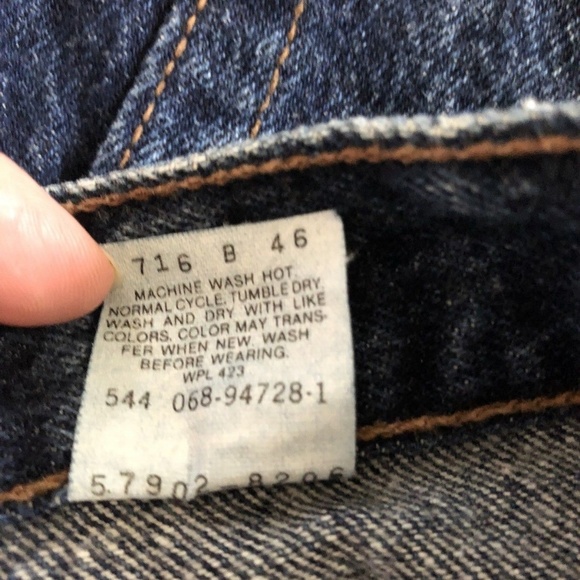 716 B 46
MACHINE WASH HOT.
NORMAL CYCLE. TUMBLE DRY.
WASH AND DRY WITH LIKE
COLORS. COLOR MAY TRANS-
FER WHEN NEW. WASH
BEFORE WEARING.
WPL 423
544 068-94728-1
57902 8206